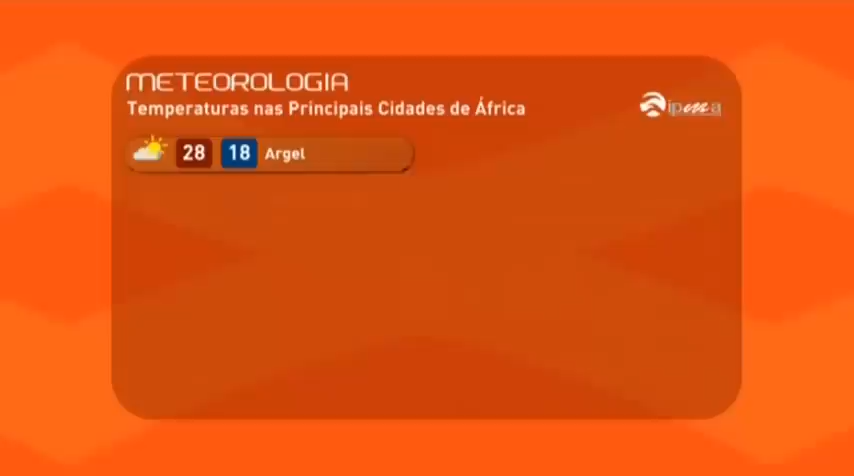 METEOROLOGIA
Temperaturas nas Principais Cidades de África
ipma
28 18 Argel